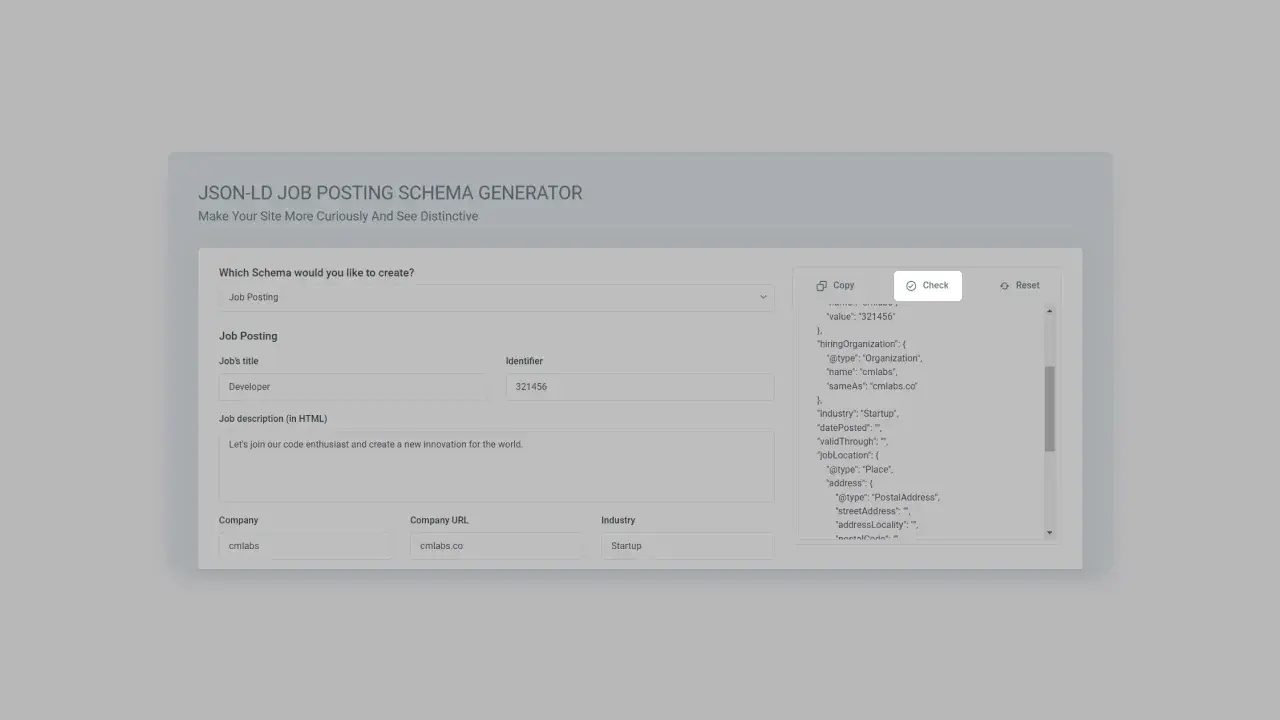 JSON-LD JOB POSTING SCHEMA GENERATOR
Make Your Site More Curiously And See Distinctive
Which Schema would you like to create?
Job Posting
Job Posting
Job's title
Identifier
Developer
321456
Job description (in HTML)
Let's join our code enthusiast and create a new innovation for the world.
Company
Company URL
Industry
cmlabs
cmlabs.co
Startup
Copy
Check
Reset
"name": "cmlabs",
"value": "321456"
},
"hiringOrganization": {
"@type": "Organization",
"name": "cmlabs",
"sameAs": "cmlabs.co"
},
"industry": "Startup",
"datePosted": "",
"validThrough": "",
"jobLocation": {
"@type": "Place",
"address": {
"@type": "PostalAddress",
"streetAddress": "",
"addressLocality": "",
"postalCode": "